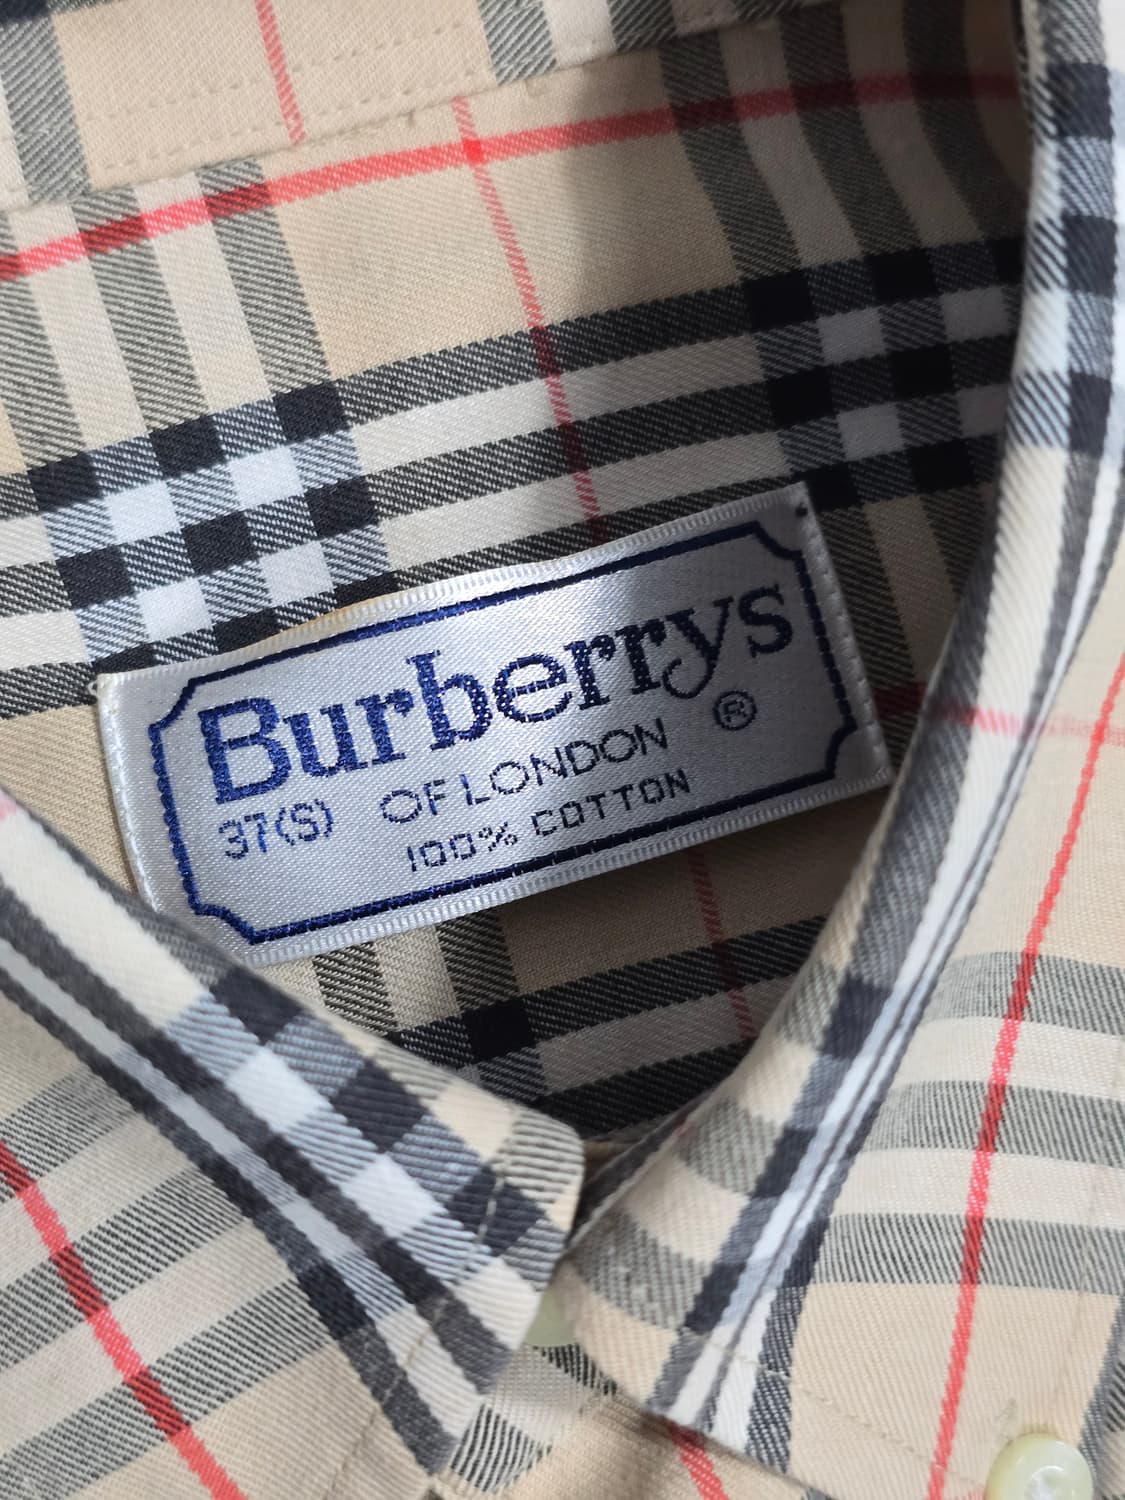 Burberrys
37(S) OF LONDON ®
100% COTTON